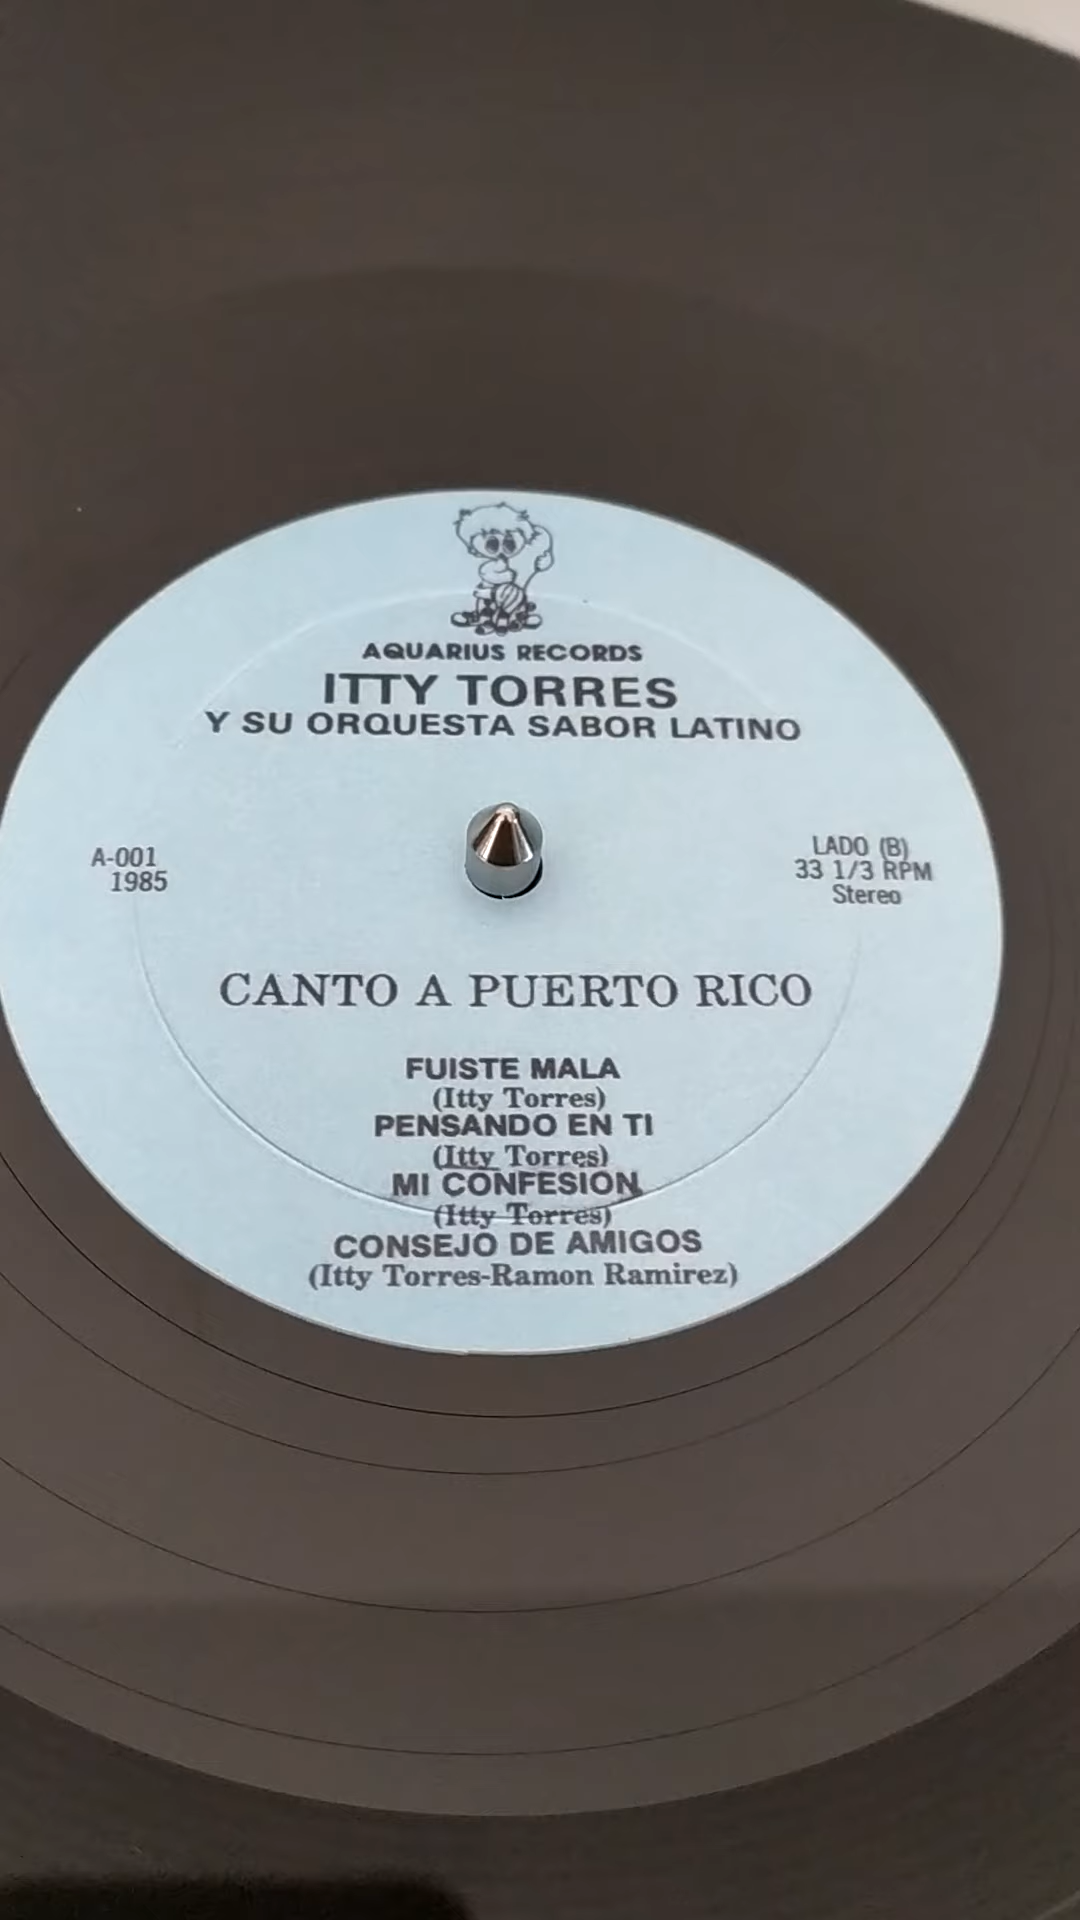 AQUARIUS RECORDS
ITTY TORRES
Y SU ORQUESTA SABOR LATINO
A-001
1985
LADO (B)
33 1/3 RPM
Stereo
CANTO A PUERTO RICO
FUISTE MALA
(Itty Torres)
PENSANDO EN TI
(Itty Torres)
MI CONFESION
(Itty Torres)
CONSEJO DE AMIGOS
(Itty Torres-Ramon Ramirez)